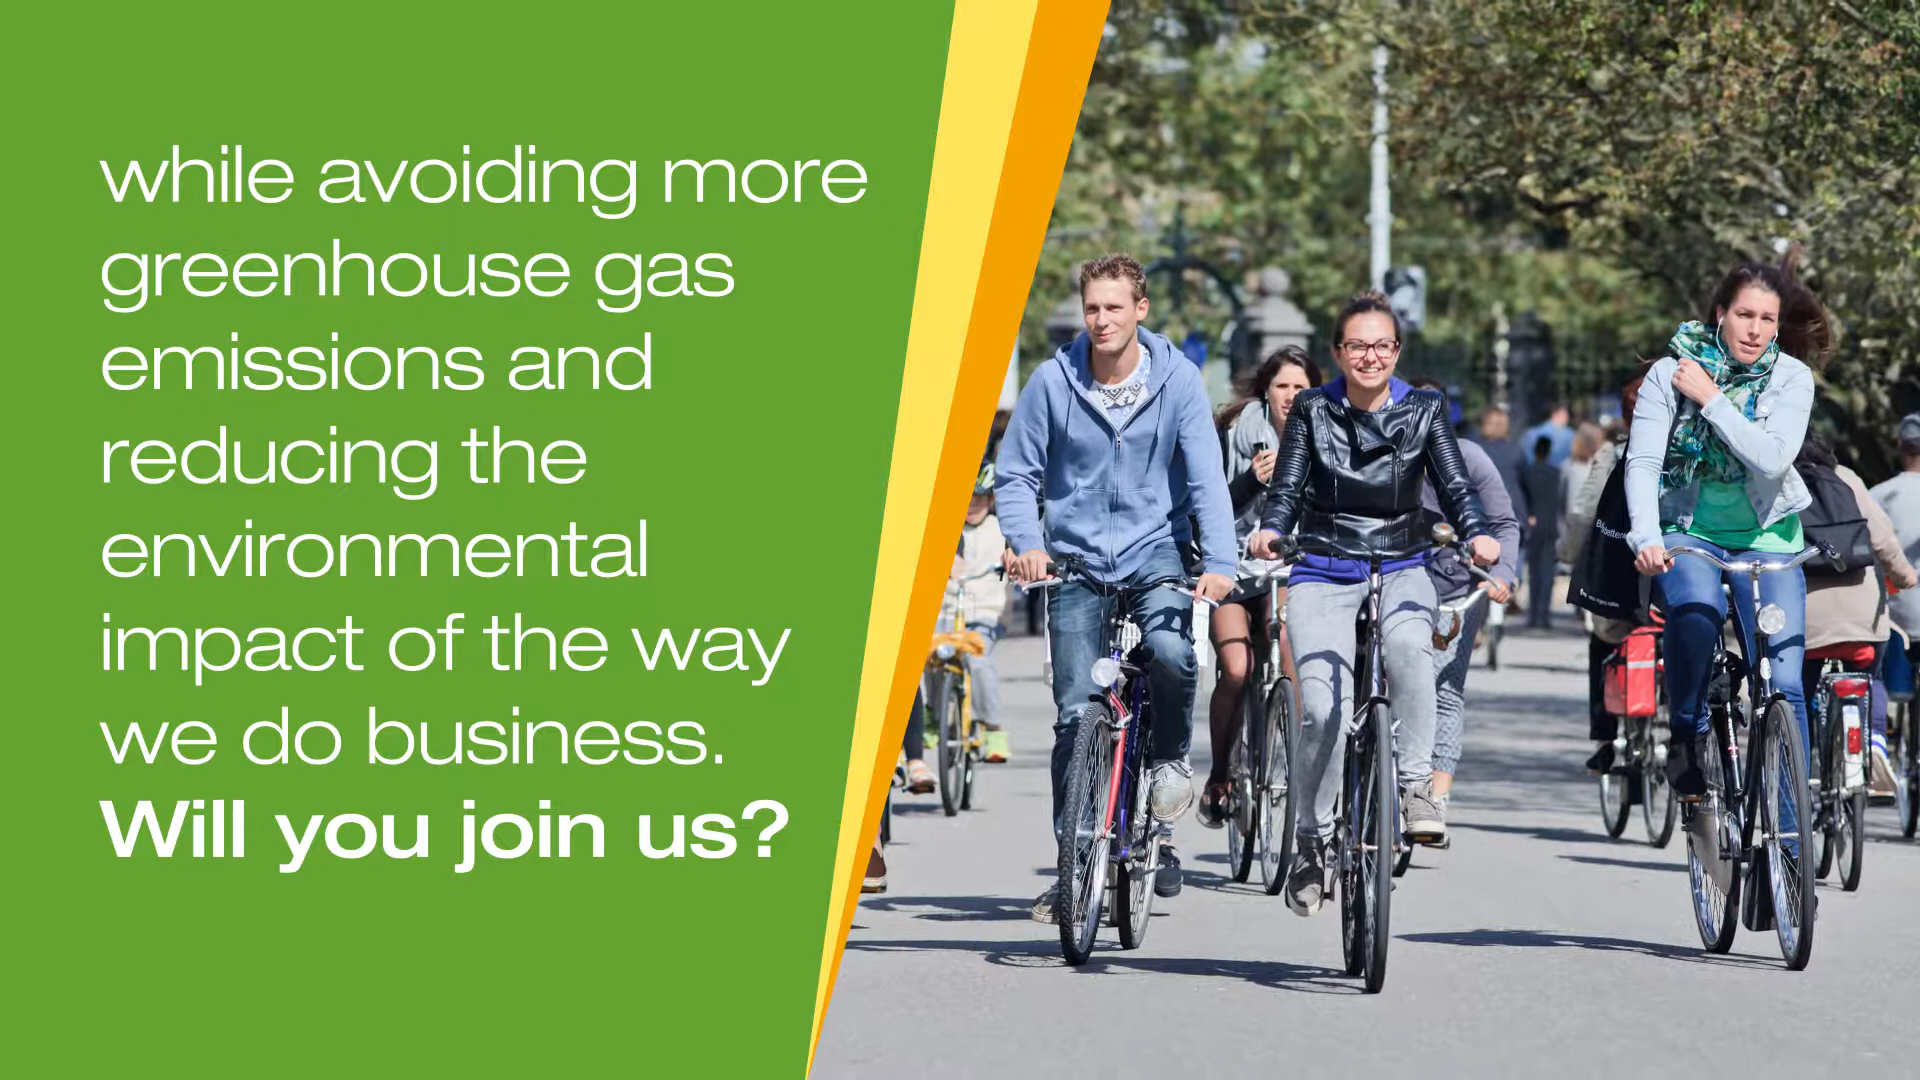 while avoiding more
greenhouse gas
emissions and
reducing the
environmental
impact of the way
we do business.
Will you join us?